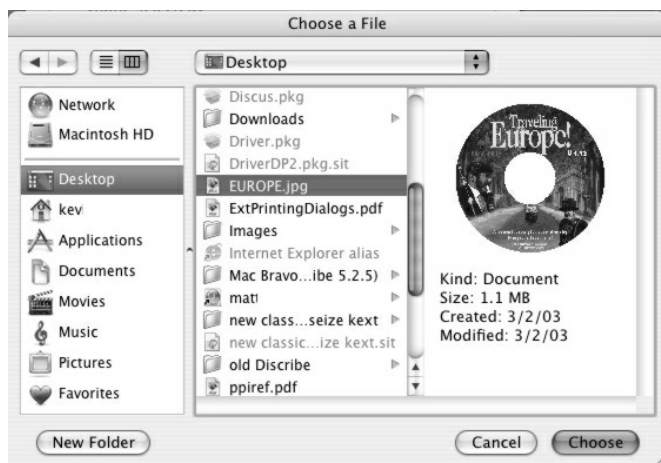 Choose a File
Desktop
Network
Macintosh HD
Desktop
kev
Applications
Documents
Movies
Music
Pictures
Favorites
Discus.pkg
Downloads
Driver.pkg
DriverDP2.pkg.sit
EUROPE.jpg
ExtPrintingDialogs.pdf
Images
Internet Explorer alias
Mac Bravo...ibe 5.2.5)
matt
new class...seize kext
new classic...ize kext.sit
old Discribe
ppiref.pdf
Traveling
Europe!
Kind: Document
Size: 1.1 MB
Created: 3/2/03
Modified: 3/2/03
New Folder
Cancel
Choose